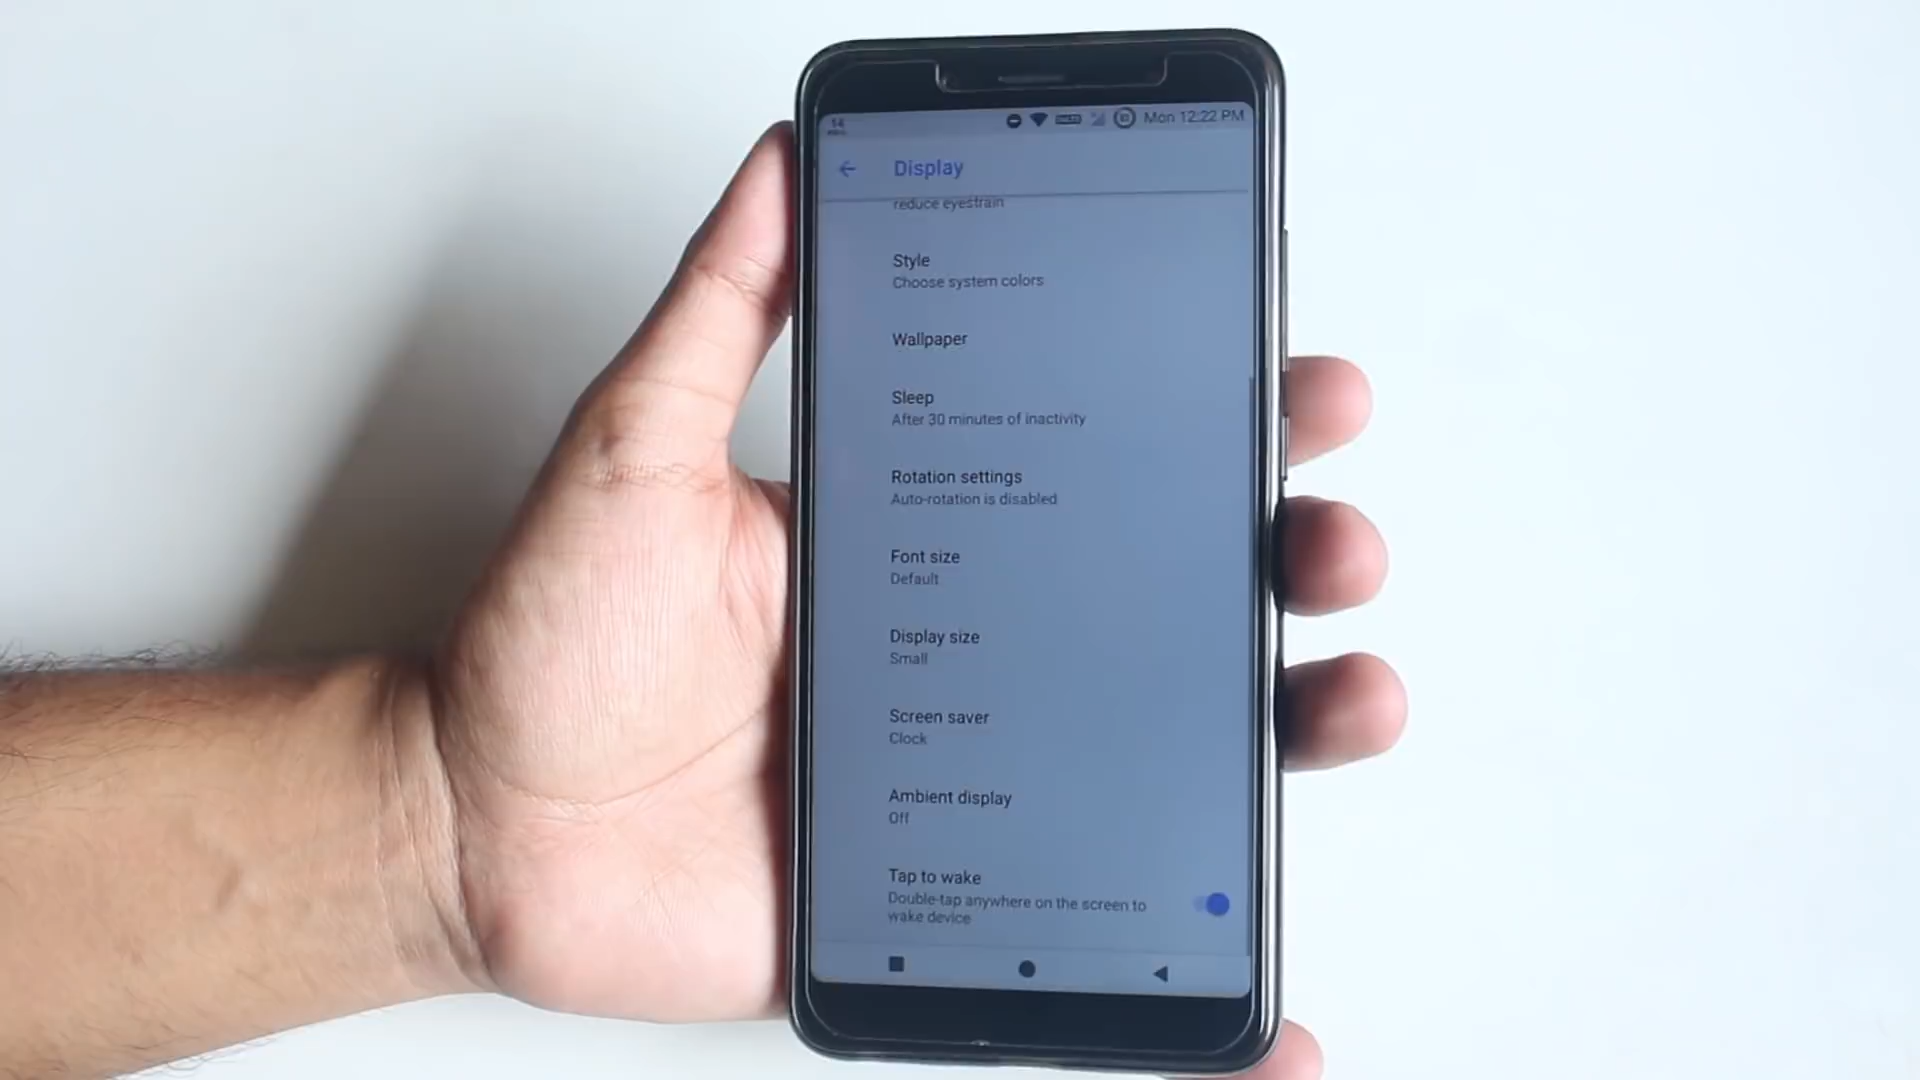 14
Mon 12:22 PM
Display
reduce eyestrain
Style
Choose system colors
Wallpaper
Sleep
After 30 minutes of inactivity
Rotation settings
Auto-rotation is disabled
Font size
Default
Display size
Small
Screen saver
Clock
Ambient display
Off
Tap to wake
Double-tap anywhere on the screen to
wake device